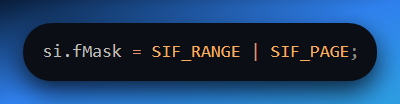 si.fMask = SIF_RANGE | SIF_PAGE;